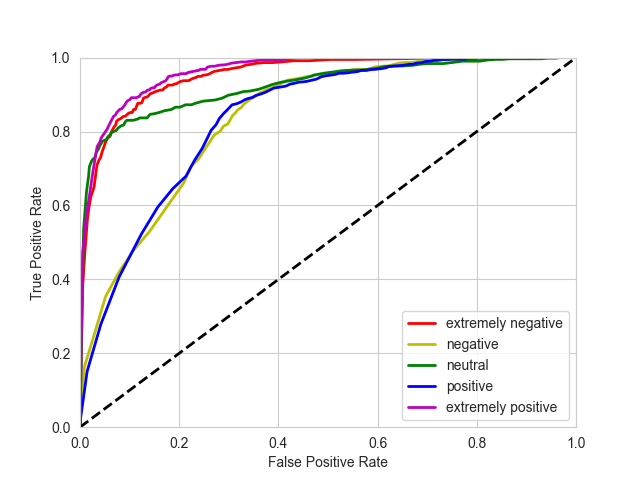 1.0
0.8
0.6
0.4
0.2
0.0
True Positive Rate
0.0 0.2 0.4 0.6 0.8 1.0
False Positive Rate
extremely negative
negative
neutral
positive
extremely positive